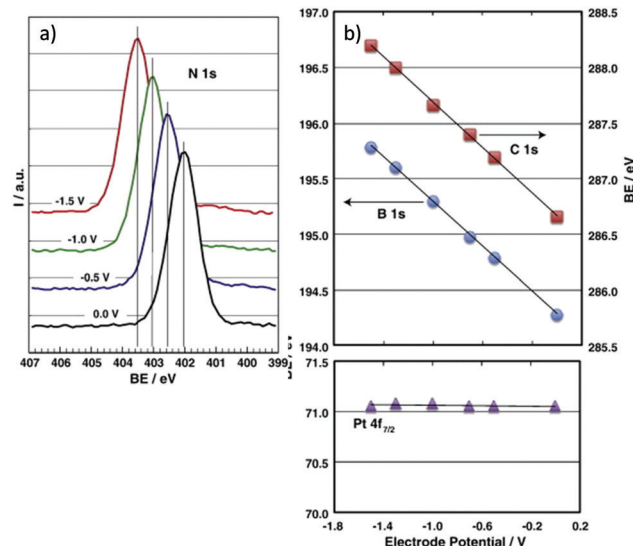 a)
N 1s
I / a.u.
-1.5 V
-1.0 V
-0.5 V
0.0 V
407 406 405 404 403 402 401 400 399
BE / eV
b)
197.0
196.5
196.0
195.5
195.0
194.5
194.0
288.5
288.0
287.5
287.0
286.5
286.0
285.5
BE / eV
C 1s
B 1s
71.5
71.0
70.5
70.0
Pt 4f7/2
-1.8 -1.4 -1.0 -0.6 -0.2 0.2
Electrode Potential / V